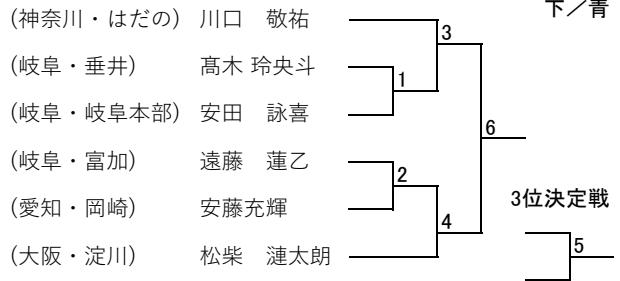 下／青
(神奈川・はだの) 川口　敬祐
3
(岐阜・垂井) 髙木 玲央斗
1
(岐阜・岐阜本部) 安田　詠喜
6
(岐阜・富加) 遠藤　蓮乙
2
3位決定戦
(愛知・岡崎) 安藤充輝
4
5
(大阪・淀川) 松柴　漣太朗